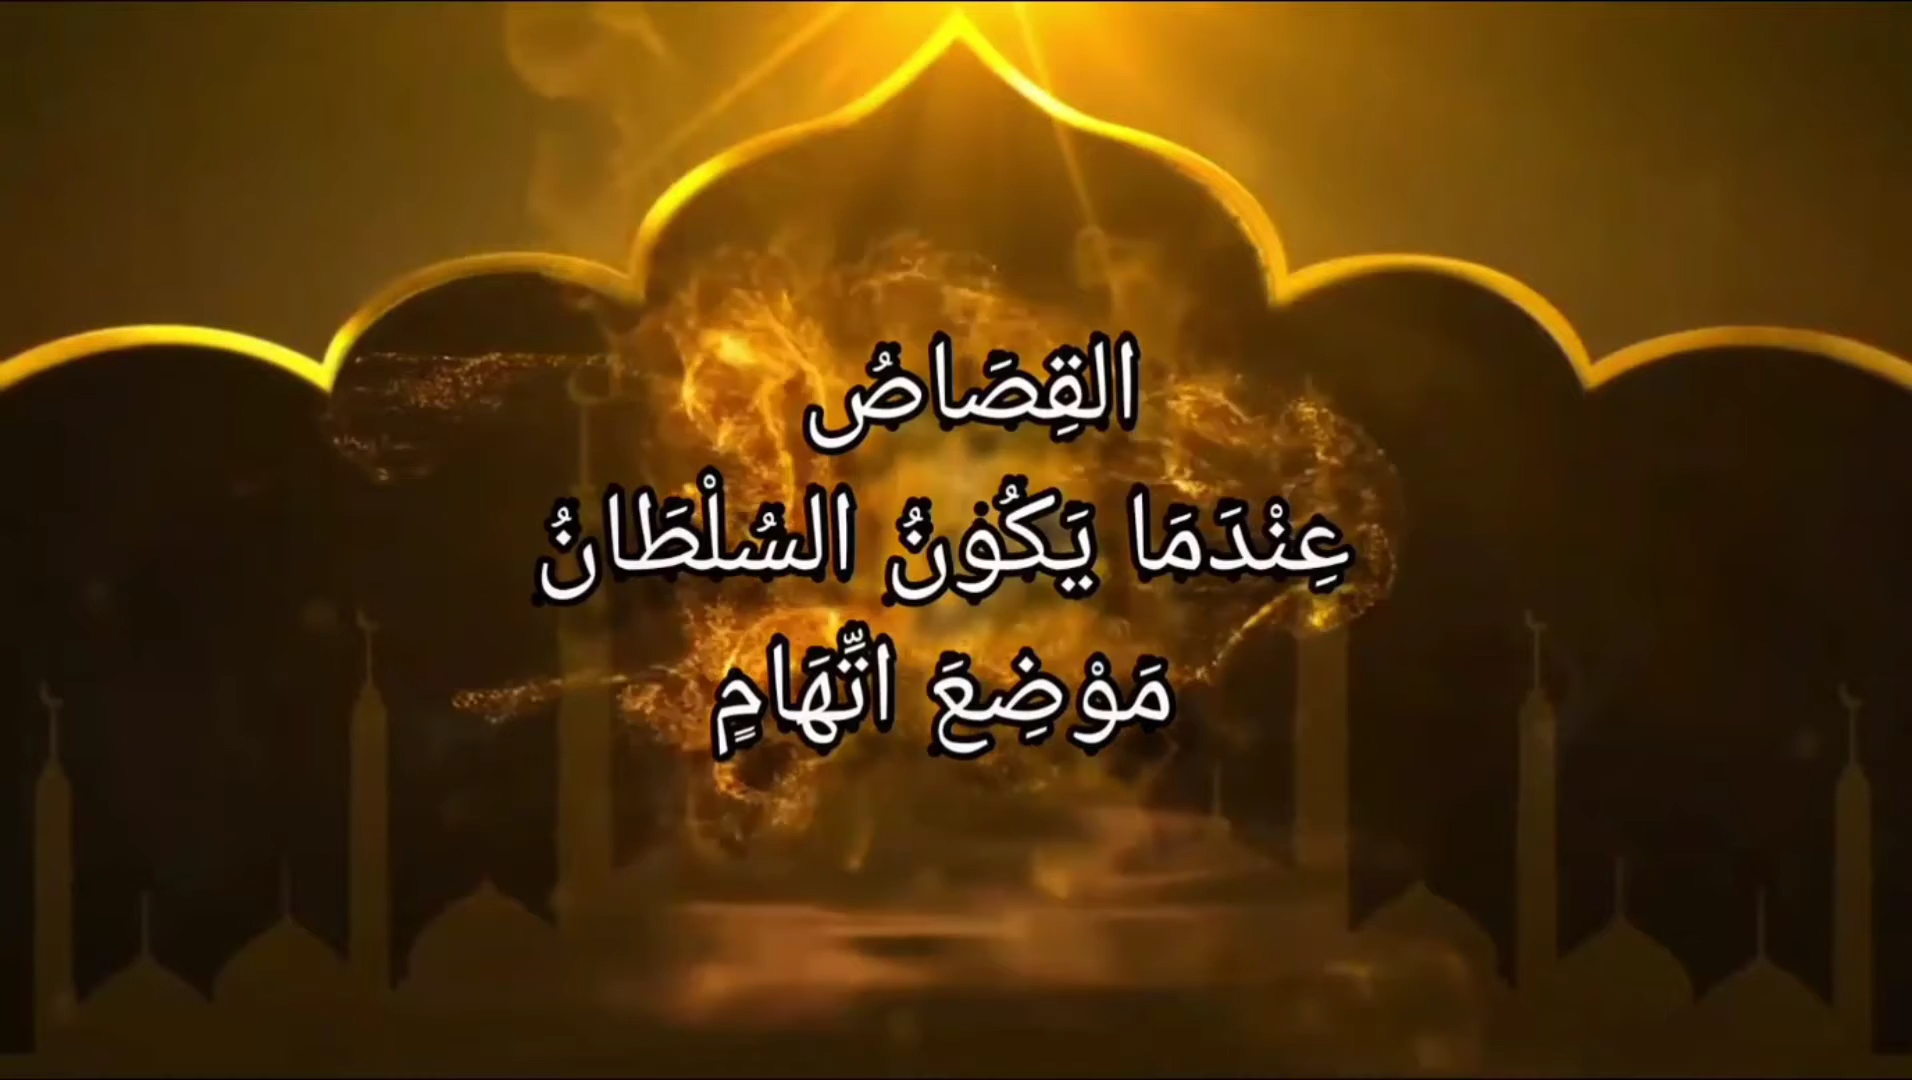 القِصَاصُ
عِنْدَمَا يَكُونُ السُلْطَانُ
مَوْضِعَ اتِّهَامٍ